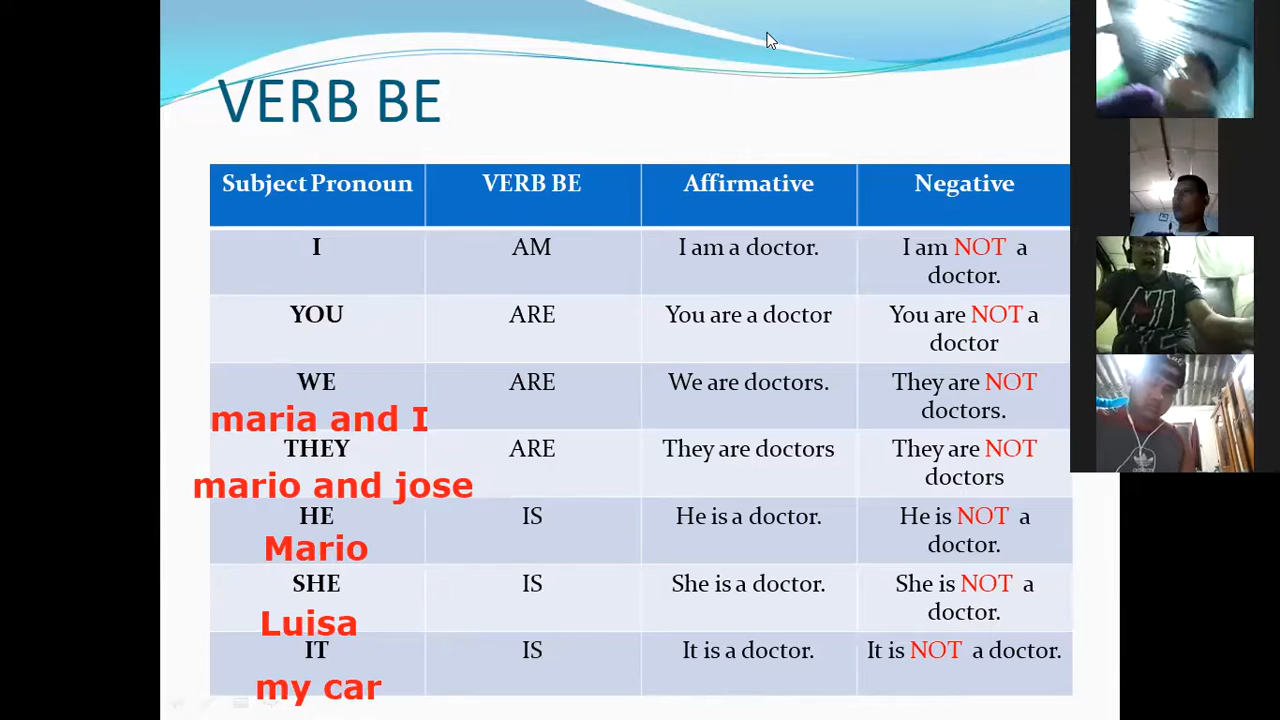 VERB BE
Subject Pronoun VERB BE Affirmative Negative
I AM I am a doctor. I am NOT a
doctor.
YOU ARE You are a doctor You are NOT a
doctor
WE ARE We are doctors. They are NOT
maria and I doctors.
THEY ARE They are doctors They are NOT
mario and jose doctors
HE IS He is a doctor. He is NOT a
Mario doctor.
SHE IS She is a doctor. She is NOT a
Luisa doctor.
IT IS It is a doctor. It is NOT a doctor.
my car